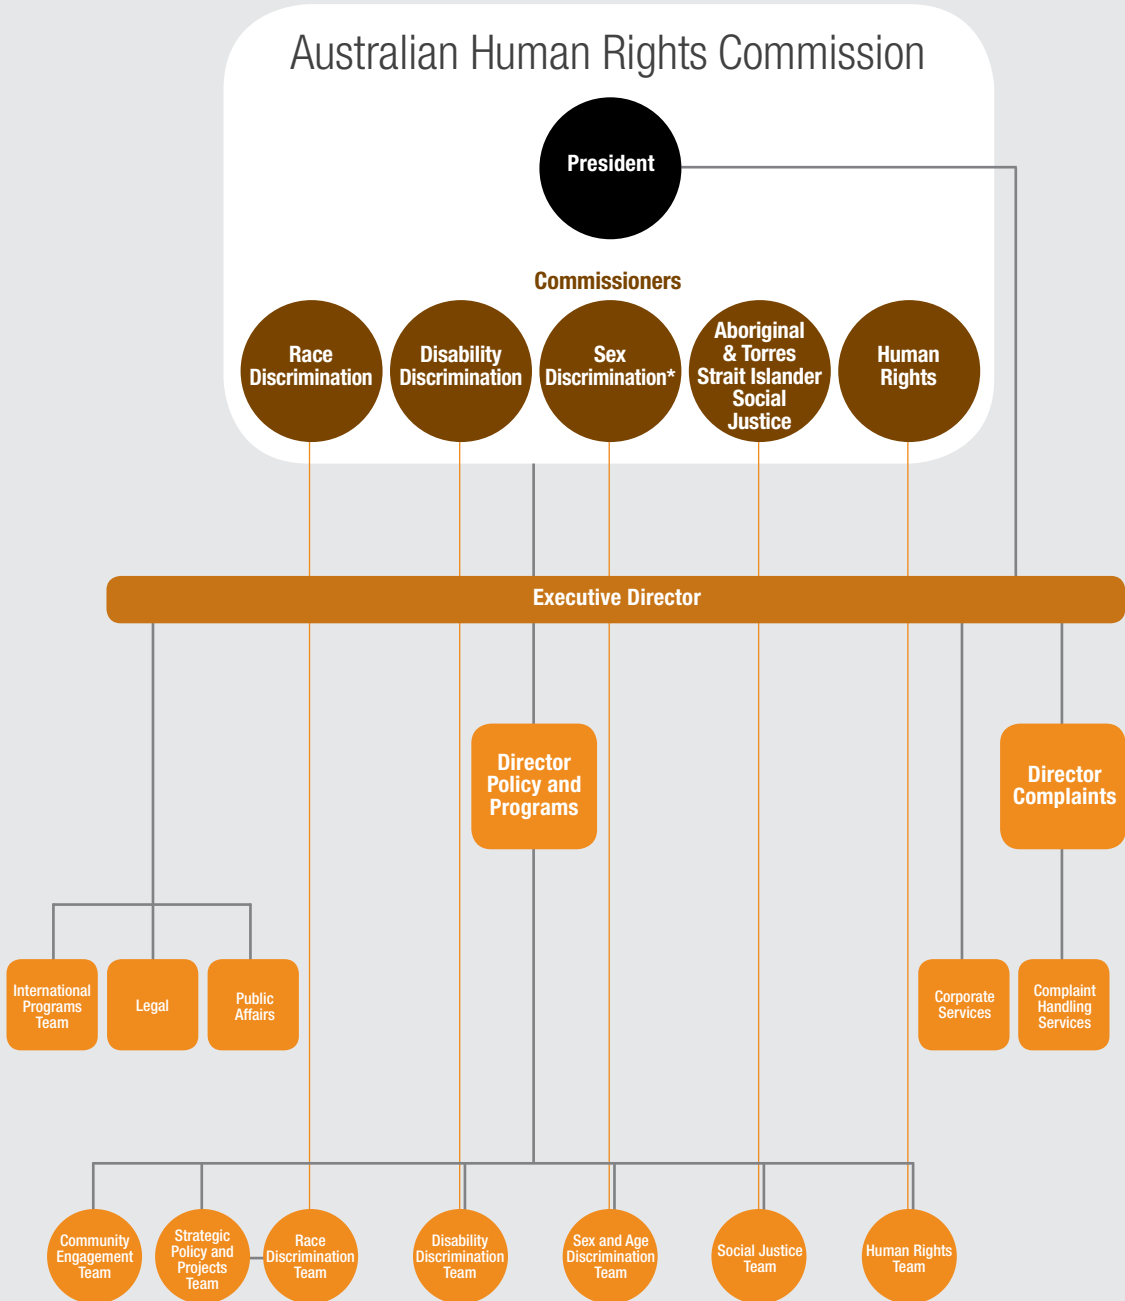 Australian Human Rights Commission
President
Commissioners
Race
Discrimination
Disability
Discrimination
Sex
Discrimination*
Aboriginal
& Torres
Strait Islander
Social
Justice
Human
Rights
Executive Director
Director
Policy and
Programs
Director
Complaints
International
Programs
Team
Legal
Public
Affairs
Corporate
Services
Complaint
Handling
Services
Community
Engagement
Team
Strategic
Policy and
Projects
Team
Race
Discrimination
Team
Disability
Discrimination
Team
Sex and Age
Discrimination
Team
Social Justice
Team
Human Rights
Team